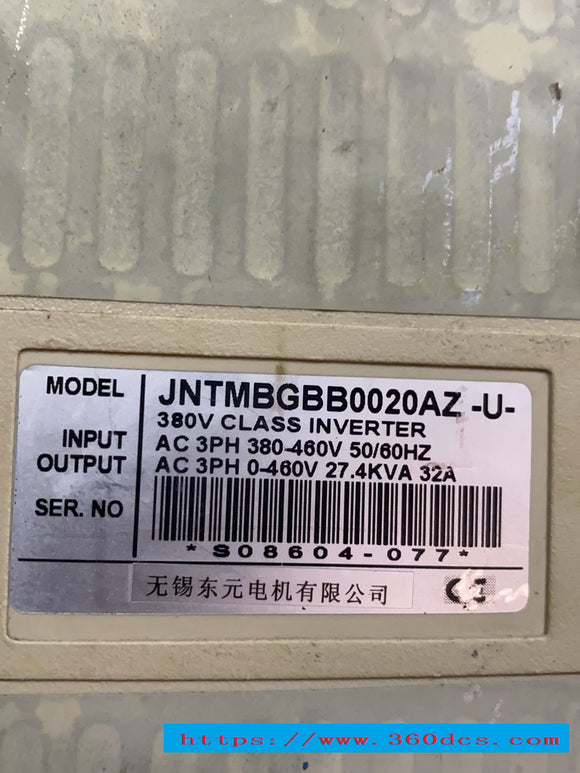 MODEL JNTMBGBB0020AZ -U-
380V CLASS INVERTER
INPUT AC 3PH 380-460V 50/60HZ
OUTPUT AC 3PH 0-460V 27.4KVA 32A
SER. NO
*S08604-077*
无锡东元电机有限公司 CE
https://www.360dcs.com